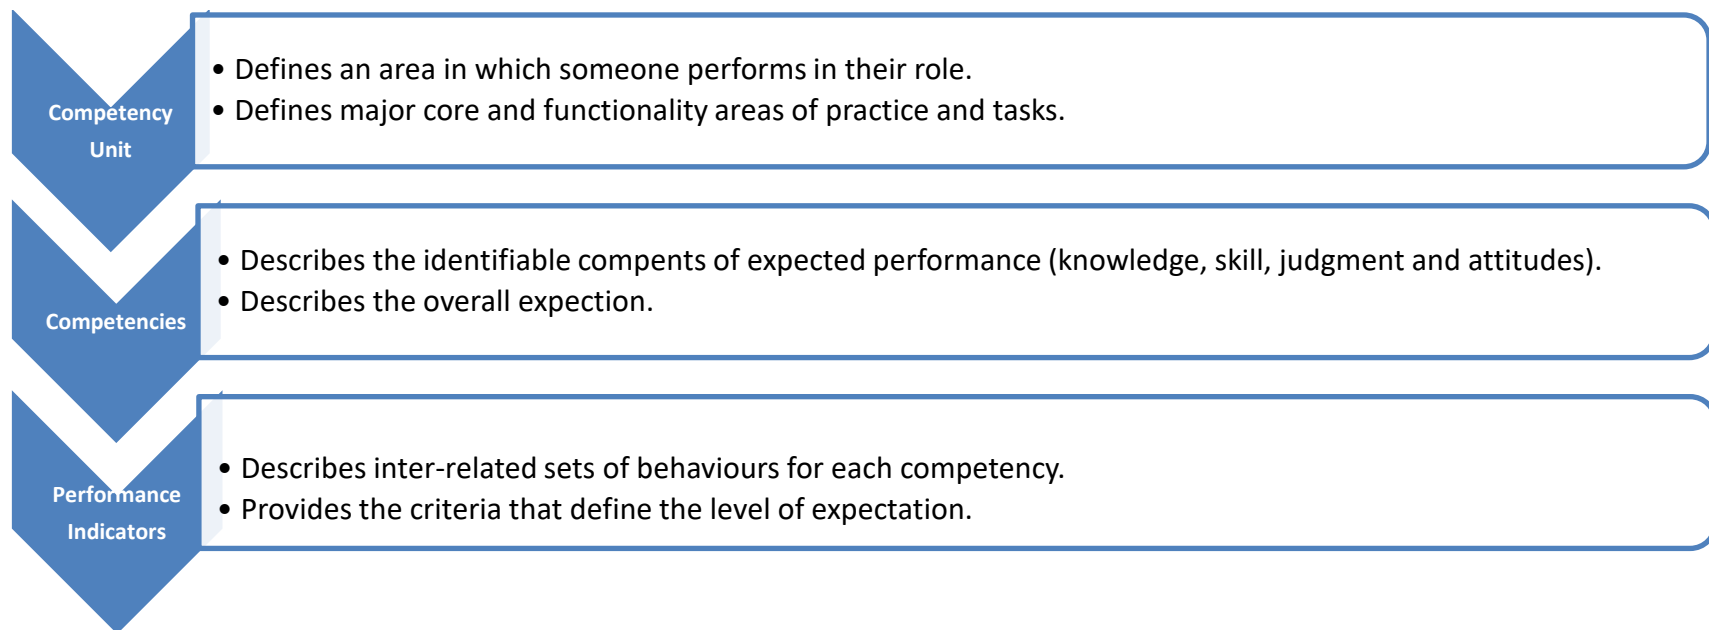 Competency
Unit
• Defines an area in which someone performs in their role.
• Defines major core and functionality areas of practice and tasks.
Competencies
• Describes the identifiable compents of expected performance (knowledge, skill, judgment and attitudes).
• Describes the overall expection.
Performance
Indicators
• Describes inter-related sets of behaviours for each competency.
• Provides the criteria that define the level of expectation.